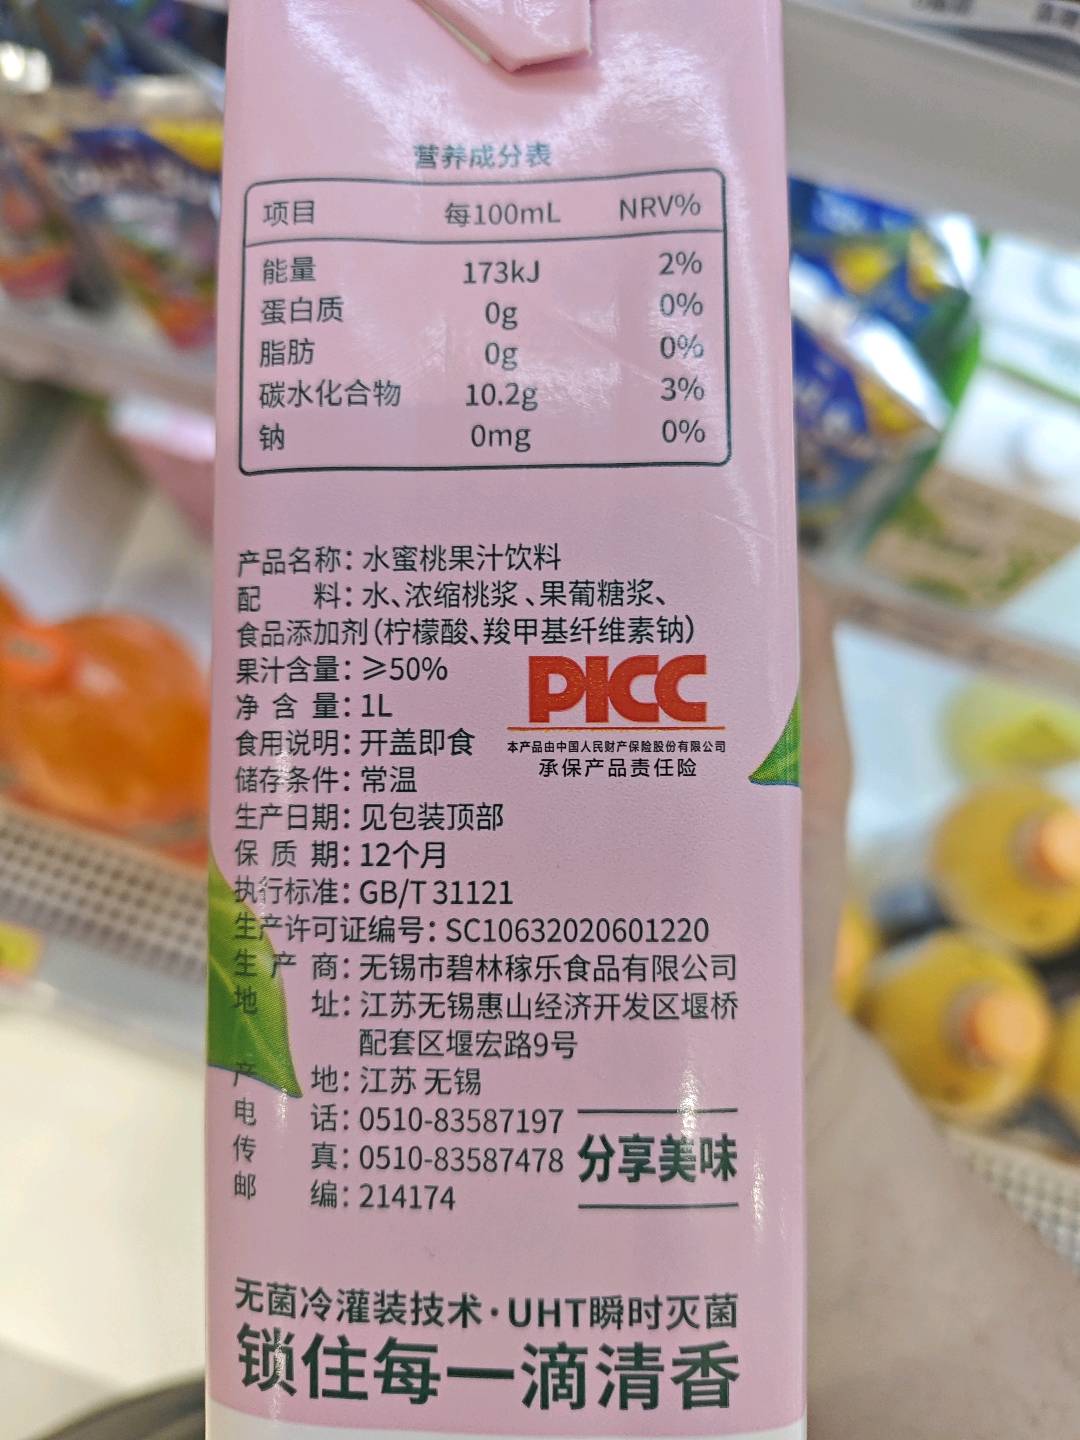 营养成分表
项目 每100mL NRV%
能量 173kJ 2%
蛋白质 0g 0%
脂肪 0g 0%
碳水化合物 10.2g 3%
钠 0mg 0%
产品名称：水蜜桃果汁饮料
配 料：水、浓缩桃浆、果葡糖浆、
食品添加剂（柠檬酸、羧甲基纤维素钠）
果汁含量：≥50%
净 含 量：1L
食用说明：开盖即食
储存条件：常温
生产日期：见包装顶部
保 质 期：12个月
执行标准：GB/T 31121
生产许可证编号：SC10632020601220
生 产 商：无锡市碧林稼乐食品有限公司
地 址：江苏无锡惠山经济开发区堰桥
配套区堰宏路9号
产 地：江苏 无锡
电 话：0510-83587197
传 真：0510-83587478
邮 编：214174
PICC
本产品由中国人民财产保险股份有限公司
承保产品责任险
分享美味
无菌冷灌装技术·UHT瞬时灭菌
锁住每一滴清香